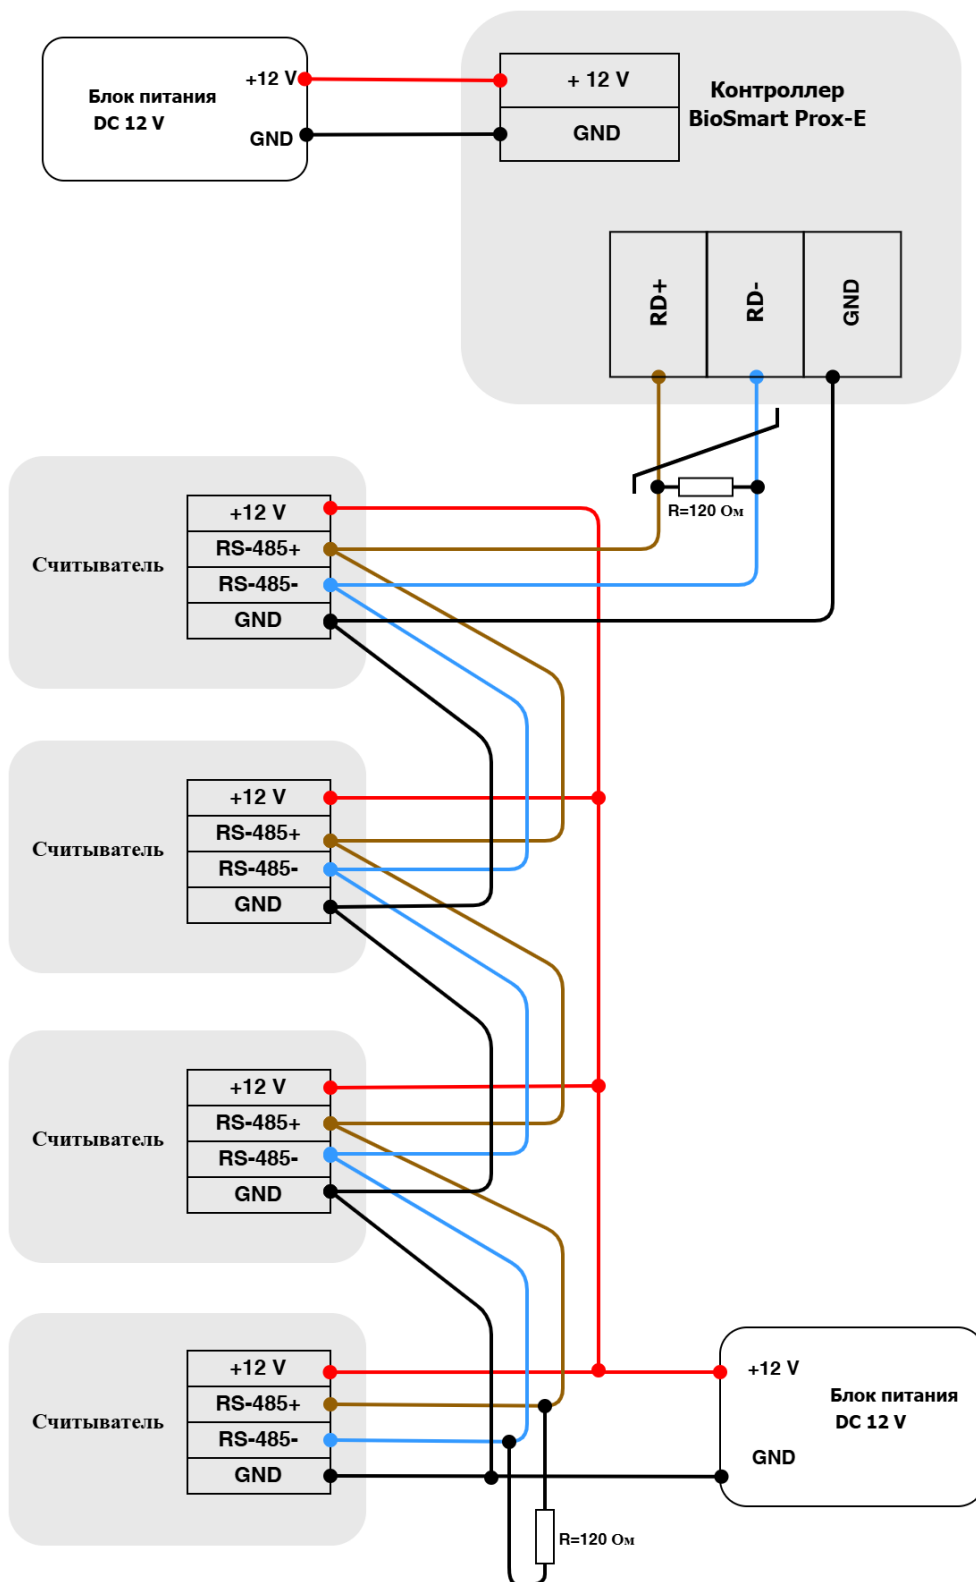 Блок питания
DC 12 V
+12 V
GND
+ 12 V
GND
Контроллер
BioSmart Prox-E
RD+
RD-
GND
R=120 Ом
Считыватель
+12 V
RS-485+
RS-485-
GND
Считыватель
+12 V
RS-485+
RS-485-
GND
Считыватель
+12 V
RS-485+
RS-485-
GND
Считыватель
+12 V
RS-485+
RS-485-
GND
+12 V
GND
Блок питания
DC 12 V
R=120 Ом